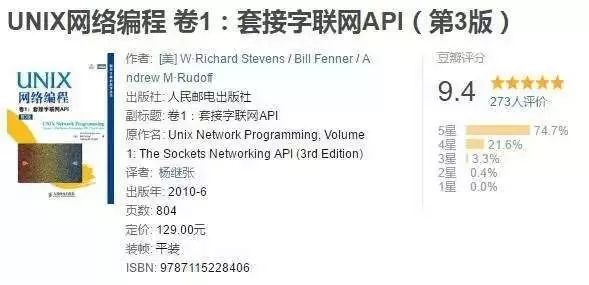 UNIX网络编程 卷1：套接字联网API（第3版）
UNIX
网络编程
卷1：套接字联网API
作者: [美] W·Richard Stevens / Bill Fenner / A
ndrew M·Rudoff
出版社: 人民邮电出版社
副标题: 卷1：套接字联网API
原作名: Unix Network Programming, Volume
1: The Sockets Networking API (3rd Edition)
译者: 杨继张
出版年: 2010-6
页数: 804
定价: 129.00元
装帧: 平装
ISBN: 9787115228406
豆瓣评分
9.4
273人评价
5星 74.7%
4星 21.6%
3星 3.3%
2星 0.4%
1星 0.0%